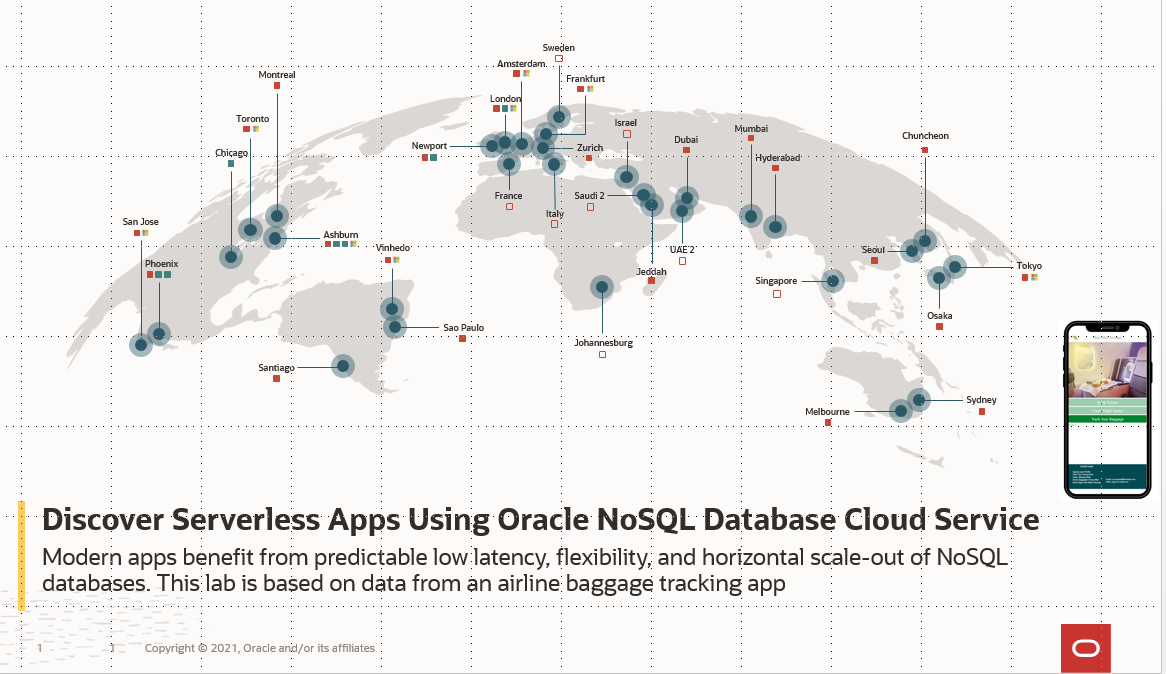 Sweden
Amsterdam
Frankfurt
Montreal
London
Toronto
Israel
Mumbai
Chuncheon
Dubai
Chicago
Newport
Zurich
Hyderabad
France
Saudi 2
Italy
San Jose
Ashburn
Vinhedo
UAE 2
Seoul
Phoenix
Jeddah
Tokyo
Singapore
Osaka
Sao Paulo
Johannesburg
Santiago
Sydney
Melbourne
Track Your Baggage
Discover Serverless Apps Using Oracle NoSQL Database Cloud Service
Modern apps benefit from predictable low latency, flexibility, and horizontal scale-out of NoSQL
databases. This lab is based on data from an airline baggage tracking app
1
1
Copyright © 2021, Oracle and/or its affiliates